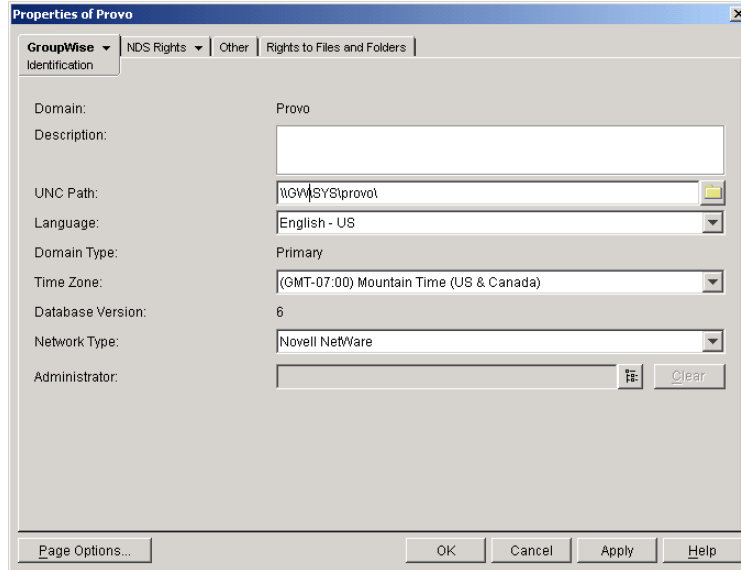 Properties of Provo
GroupWise NDS Rights Other Rights to Files and Folders
Identification
Domain: Provo
Description:
UNC Path: \\GW\SYS\provo\
Language: English - US
Domain Type: Primary
Time Zone: (GMT-07:00) Mountain Time (US & Canada)
Database Version: 6
Network Type: Novell NetWare
Administrator: Clear
Page Options... OK Cancel Apply Help